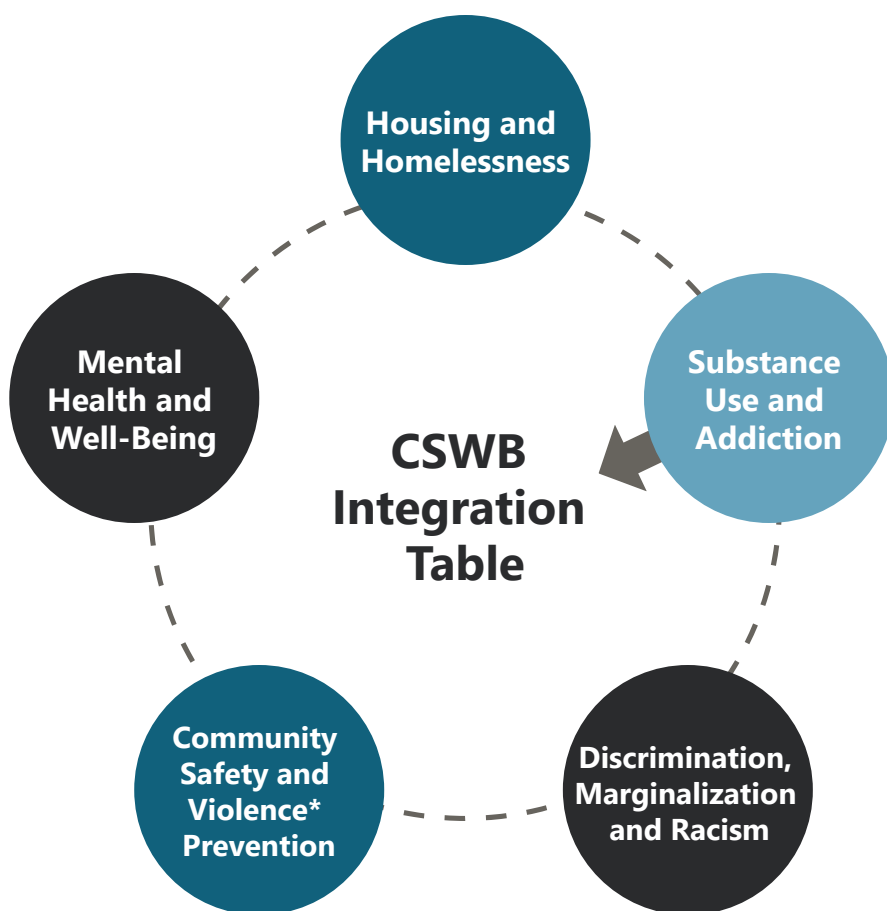 Housing and
Homelessness
Mental
Health and
Well-Being
Substance
Use and
Addiction
CSWB
Integration
Table
Community
Safety and
Violence*
Prevention
Discrimination,
Marginalization
and Racism